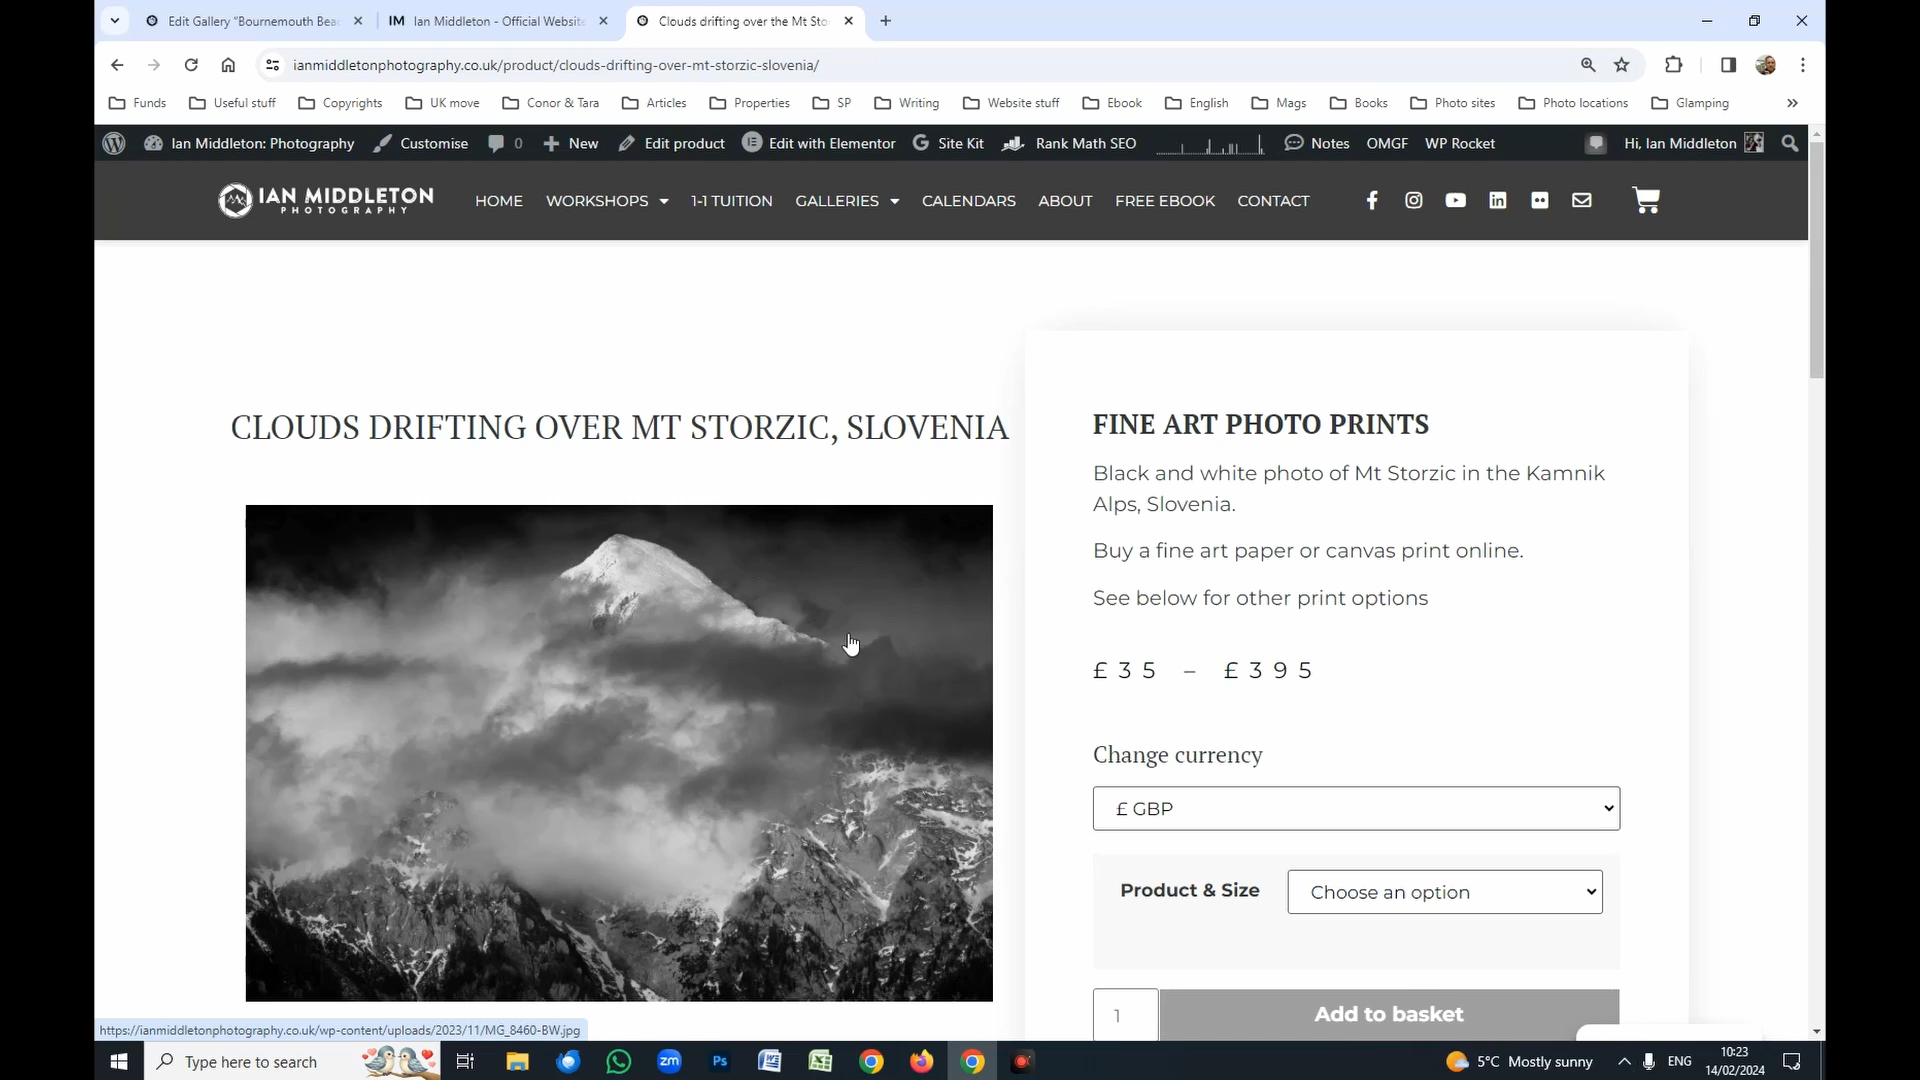 Edit Gallery "Bournemouth Bea
IM Ian Middleton - Official Website
Clouds drifting over the Mt Sto
ianmiddletonphotography.co.uk/product/clouds-drifting-over-mt-storzic-slovenia/
Funds Useful stuff Copyrights UK move Conor & Tara Articles Properties SP Writing Website stuff Ebook English Mags Books Photo sites Photo locations Glamping »
Ian Middleton: Photography Customise 0 New Edit product Edit with Elementor Site Kit Rank Math SEO Notes OMGF WP Rocket Hi, Ian Middleton
IAN MIDDLETON
PHOTOGRAPHY
HOME WORKSHOPS 1-1 TUITION GALLERIES CALENDARS ABOUT FREE EBOOK CONTACT
CLOUDS DRIFTING OVER MT STORZIC, SLOVENIA
FINE ART PHOTO PRINTS
Black and white photo of Mt Storzic in the Kamnik
Alps, Slovenia.
Buy a fine art paper or canvas print online.
See below for other print options
£35 – £395
Change currency
£ GBP
Product & Size Choose an option
1 Add to basket
https://ianmiddletonphotography.co.uk/wp-content/uploads/2023/11/MG_8460-BW.jpg
Type here to search
zm
Ps
5°C Mostly sunny
ENG
10:23
14/02/2024